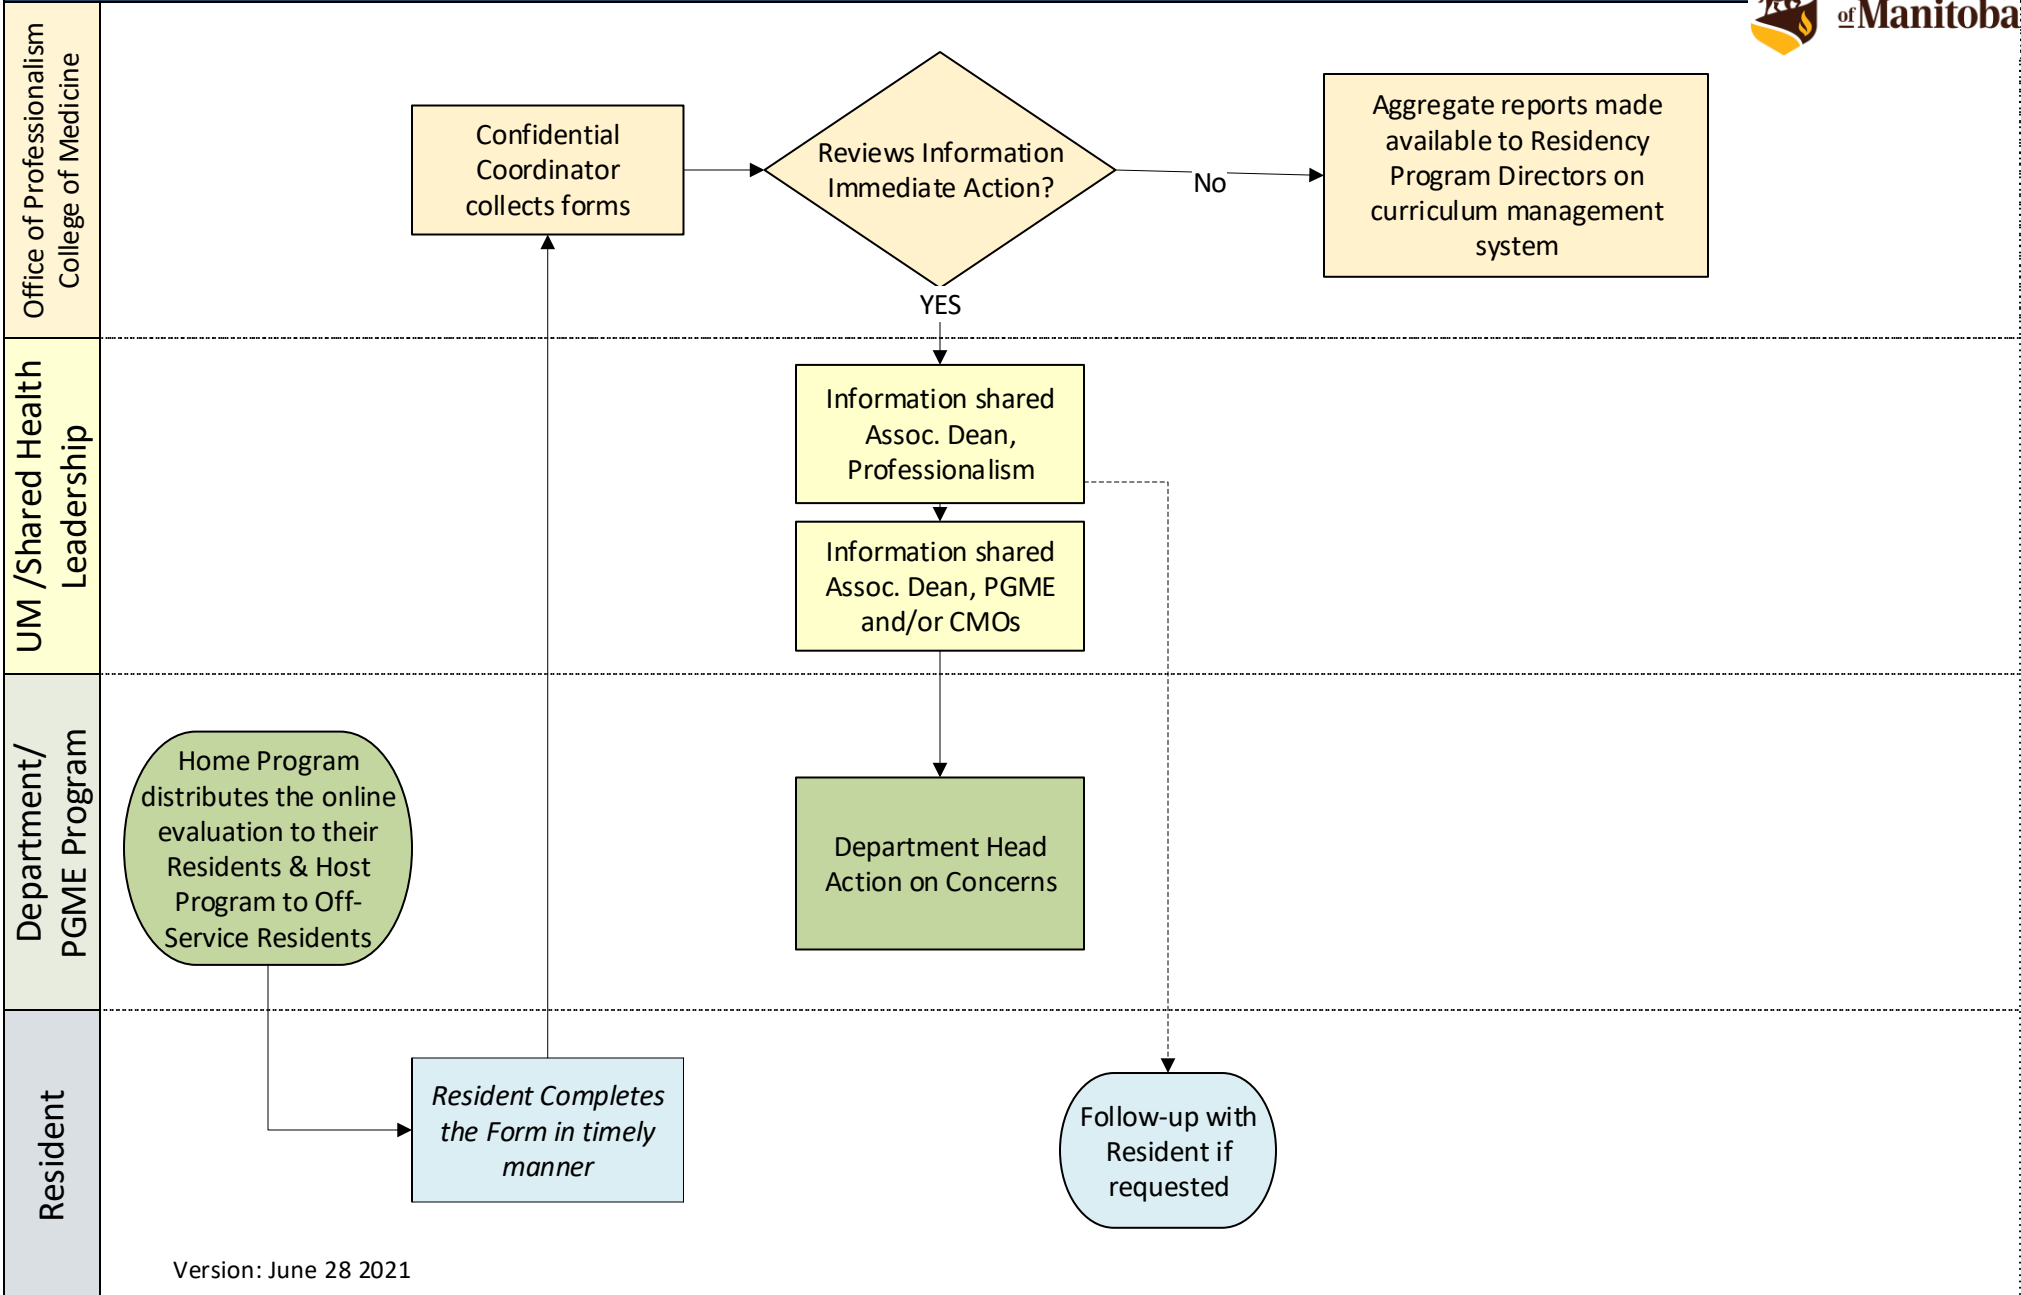 of Manitoba
Office of Professionalism
College of Medicine
Confidential
Coordinator
collects forms
Reviews Information
Immediate Action?
No
Aggregate reports made
available to Residency
Program Directors on
curriculum management
system
YES
UM /Shared Health
Leadership
Information shared
Assoc. Dean,
Professionalism
Information shared
Assoc. Dean, PGME
and/or CMOs
Department/
PGME Program
Home Program
distributes the online
evaluation to their
Residents & Host
Program to Off-
Service Residents
Department Head
Action on Concerns
Resident
Resident Completes
the Form in timely
manner
Follow-up with
Resident if
requested
Version: June 28 2021